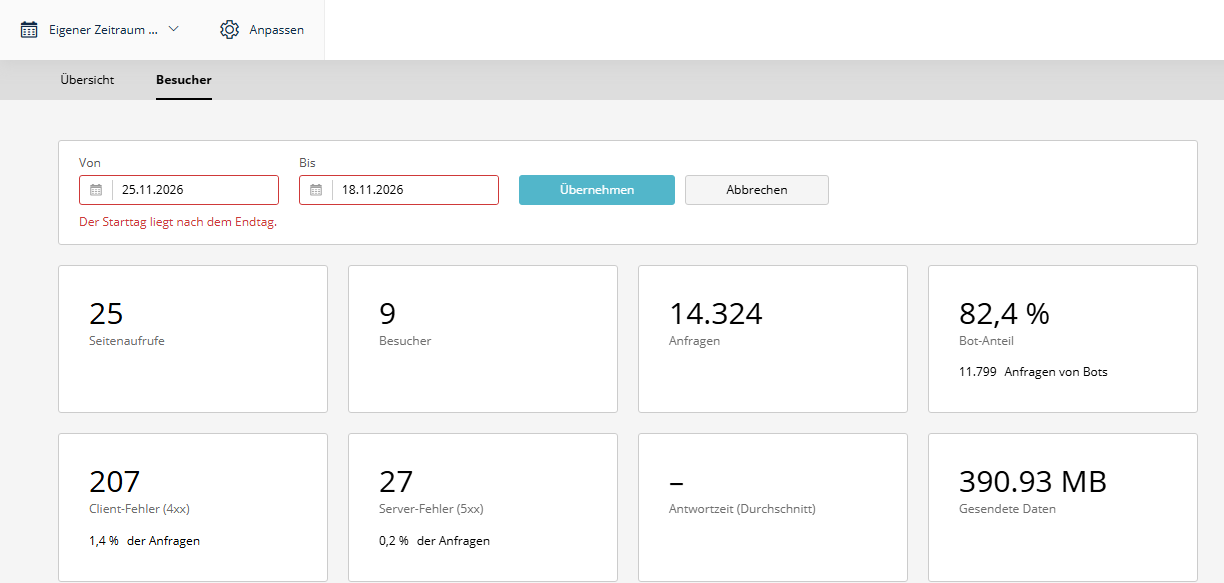 Eigener Zeitraum ...
Anpassen
Übersicht
Besucher
Von
Bis
25.11.2026
18.11.2026
Übernehmen
Abbrechen
Der Starttag liegt nach dem Endtag.
25
Seitenaufrufe
9
Besucher
14.324
Anfragen
82,4 %
Bot-Anteil
11.799 Anfragen von Bots
207
Client-Fehler (4xx)
1,4 % der Anfragen
27
Server-Fehler (5xx)
0,2 % der Anfragen
–
Antwortzeit (Durchschnitt)
390.93 MB
Gesendete Daten